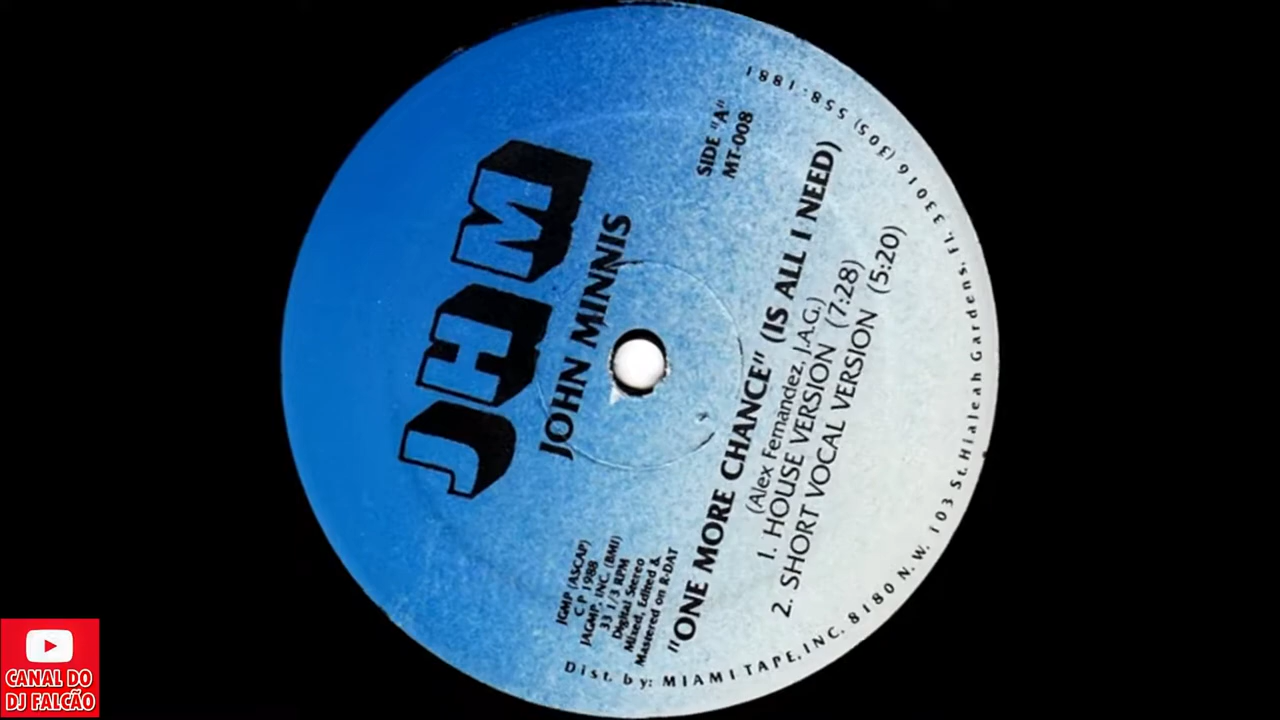 JHM
JOHN MINNIS
SIDE "A"
MT-008
JGMP (ASCAP)
C P 1988
JAGMP, INC. (BMI)
33 1/3 RPM
Digital Stereo
Mixed, Edited &
Mastered on R-DAT
"ONE MORE CHANCE" (IS ALL I NEED)
(Alex Fernandez, J.A.G.)
1. HOUSE VERSION (7:28)
2. SHORT VOCAL VERSION (5:20)
Dist. by: MIAMI TAPE, INC. 8180 N.W. 103 St. Hialeah Gardens, Fl. 33016 (305) 558-1881
CANAL DO
DJ FALCÃO